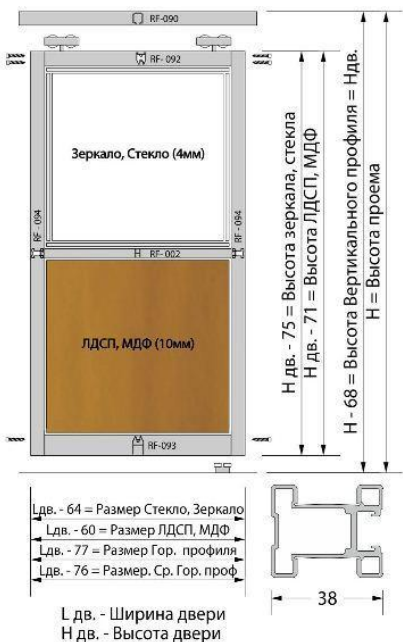 RF-090
RF- 092
Зеркало, Стекло (4мм)
RF - 094
RF - 094
H RF-002
ЛДСП, МДФ (10мм)
RF-093
H дв. - 75 = Высота зеркала, стекла
H дв. - 71 = Высота ЛДСП, МДФ
H - 68 = Высота Вертикального профиля = Hдв.
H = Высота проема
Lдв. - 64 = Размер Стекло, Зеркало
Lдв. - 60 = Размер ЛДСП, МДФ
Lдв. - 77 = Размер Гор. профиля
Lдв. - 76 = Размер. Ср. Гор. проф
38
L дв. - Ширина двери
H дв. - Высота двери